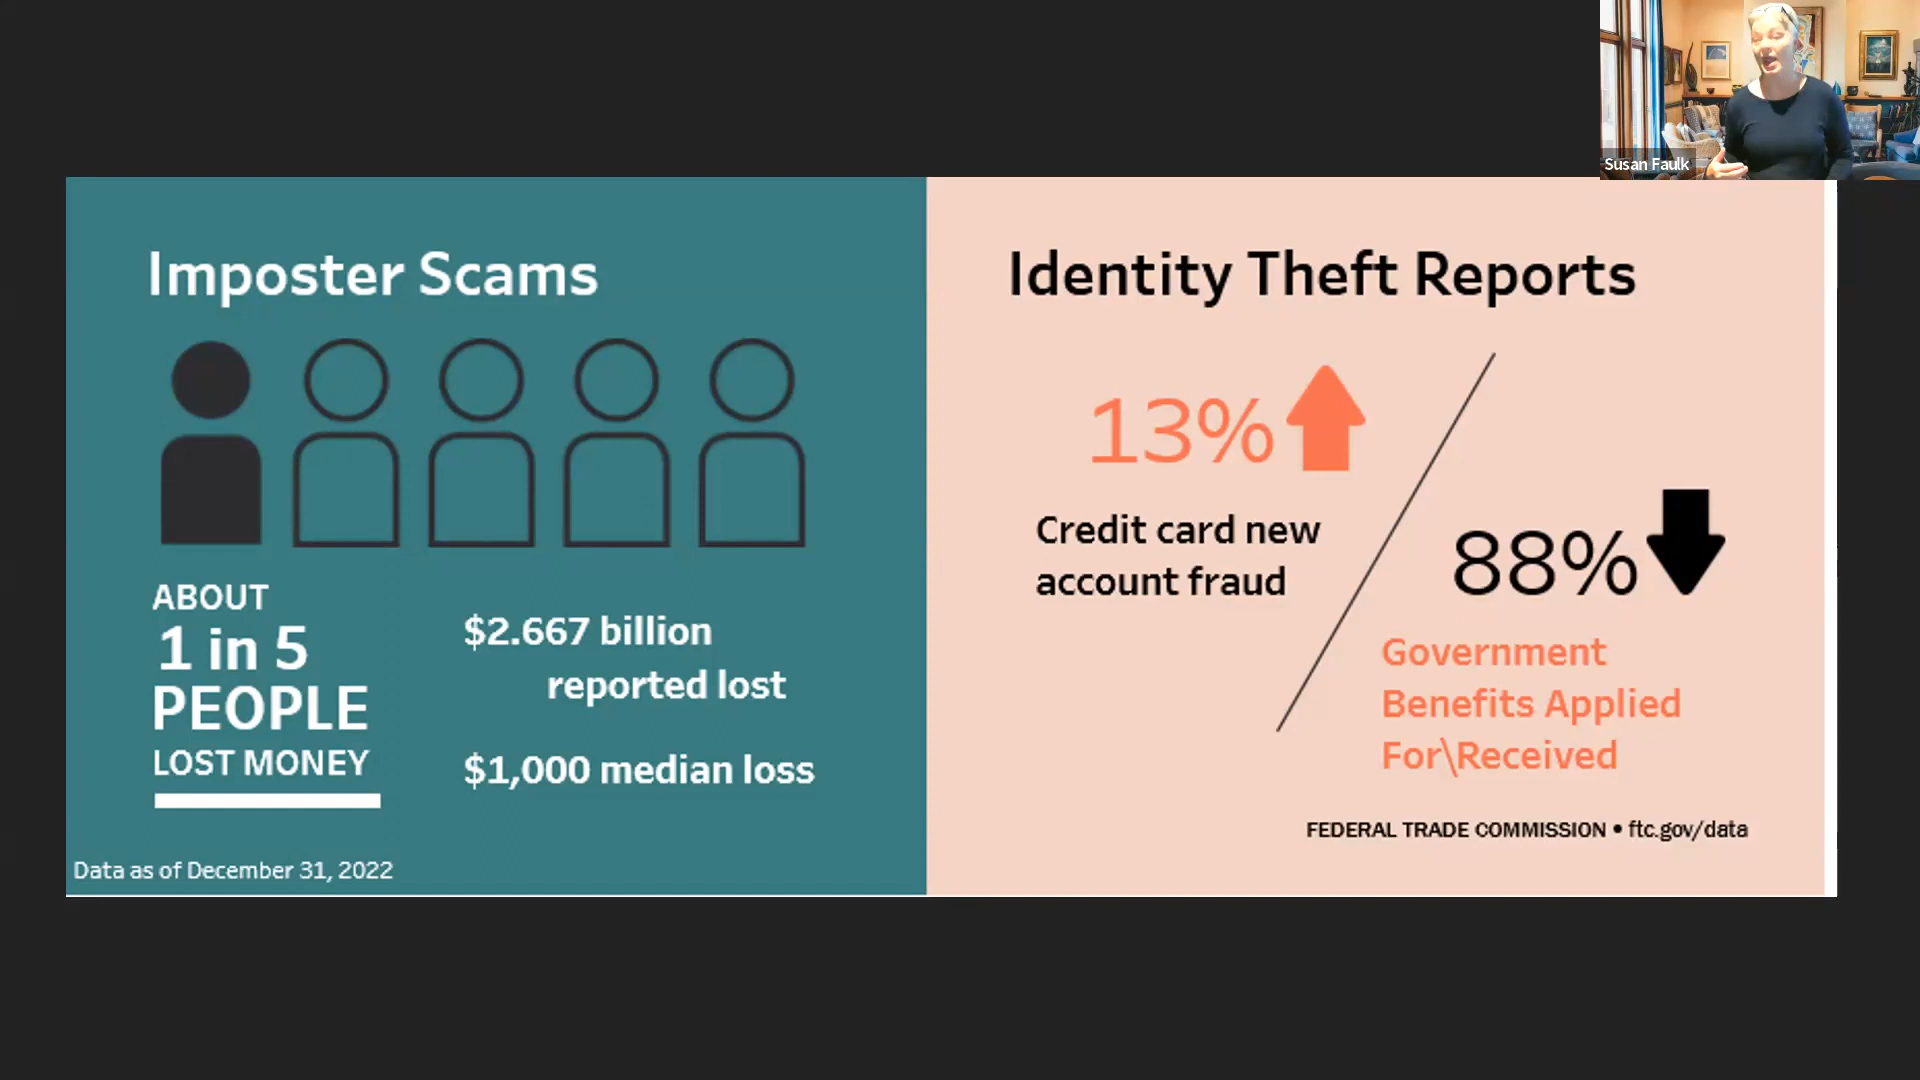 Susan Faulk
Imposter Scams
ABOUT
1 in 5
PEOPLE
LOST MONEY
$2.667 billion
reported lost
$1,000 median loss
Data as of December 31, 2022
Identity Theft Reports
13%
Credit card new
account fraud
88%
Government
Benefits Applied
For\Received
FEDERAL TRADE COMMISSION • ftc.gov/data